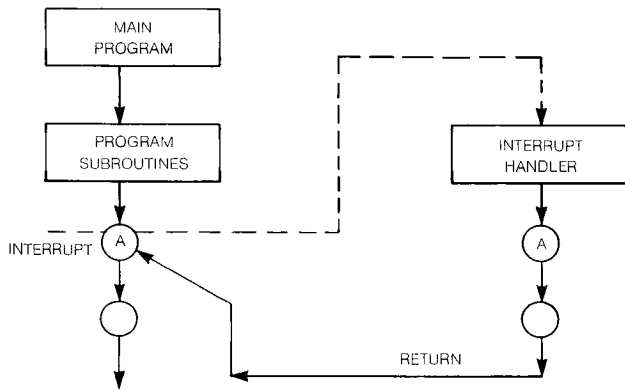 MAIN
PROGRAM
PROGRAM
SUBROUTINES
INTERRUPT
HANDLER
A
INTERRUPT
A
RETURN